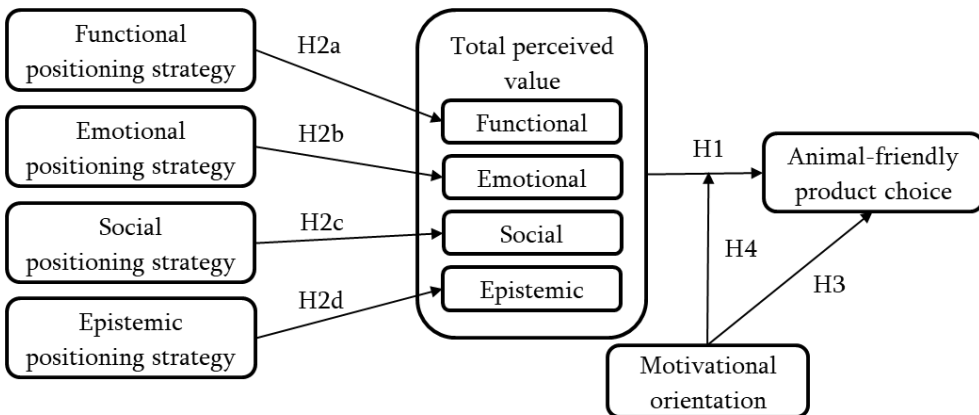 Functional
positioning strategy
Emotional
positioning strategy
Social
positioning strategy
Epistemic
positioning strategy
H2a
H2b
H2c
H2d
Total perceived
value
Functional
Emotional
Social
Epistemic
H1
Animal-friendly
product choice
H4
H3
Motivational
orientation